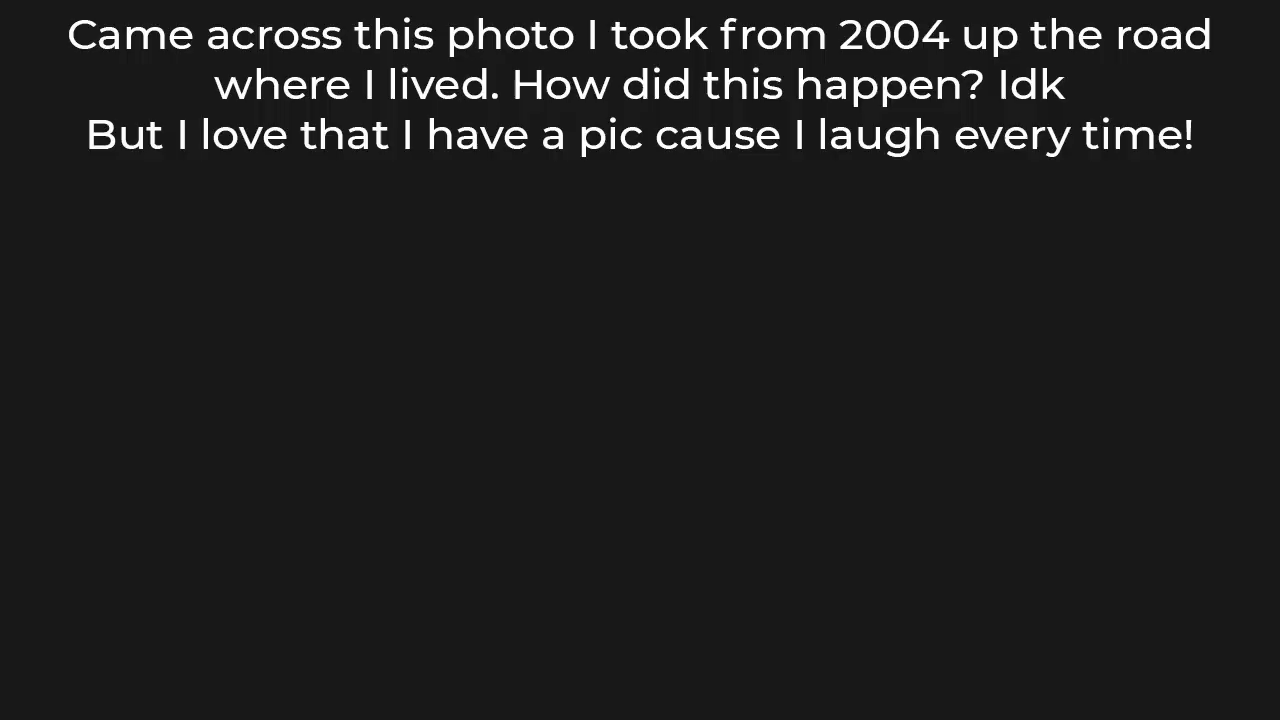 Came across this photo I took from 2004 up the road
where I lived. How did this happen? Idk
But I love that I have a pic cause I laugh every time!